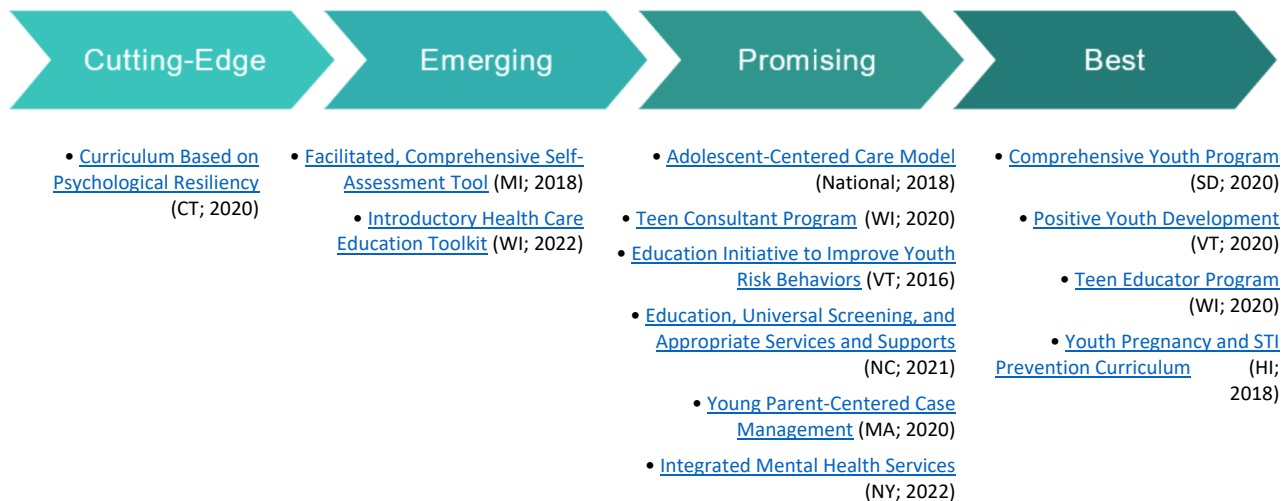 Cutting-Edge
Emerging
Promising
Best
• Curriculum Based on
Psychological Resiliency
(CT; 2020)
• Facilitated, Comprehensive Self-
Assessment Tool (MI; 2018)
• Introductory Health Care
Education Toolkit (WI; 2022)
• Adolescent-Centered Care Model
(National; 2018)
• Teen Consultant Program (WI; 2020)
• Education Initiative to Improve Youth
Risk Behaviors (VT; 2016)
• Education, Universal Screening, and
Appropriate Services and Supports
(NC; 2021)
• Young Parent-Centered Case
Management (MA; 2020)
• Integrated Mental Health Services
(NY; 2022)
• Comprehensive Youth Program
(SD; 2020)
• Positive Youth Development
(VT; 2020)
• Teen Educator Program
(WI; 2020)
• Youth Pregnancy and STI
Prevention Curriculum (HI;
2018)